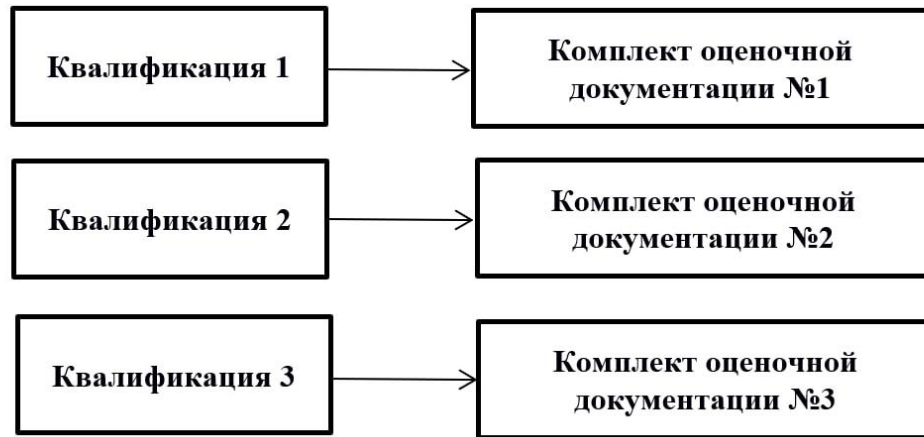 Квалификация 1
Комплект оценочной
документации №1
Квалификация 2
Комплект оценочной
документации №2
Квалификация 3
Комплект оценочной
документации №3